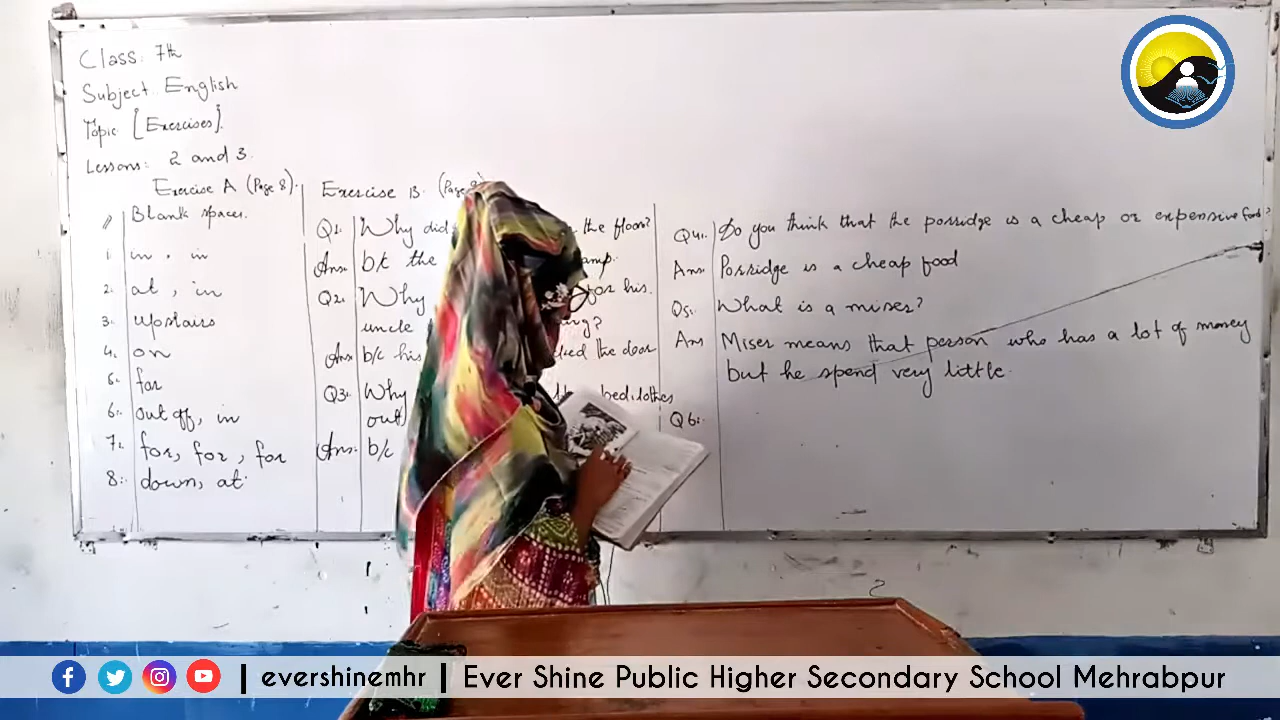 Class: 7th
Subject: English
Topic [Exercises].
Lessons: 2 and 3.
Exercise A (Page 8).
Blank spaces.
1. in, in
2. at, in
3. upstairs
4. on
5. for
6. out off, in
7. for, for, for
8. down, at
Exercise B. (Page
Q1. Why did the floor?
Ans: b/c the
Q2. Why for his.
uncle
Ans: b/c his the door
Q3. Why bedclothes
out
Ans: b/c
Q4. Do you think that the porridge is a cheap or expensive food?
Ans: Porridge is a cheap food
Q5. What is a miser?
Ans Miser means that person who has a lot of money
but he spend very little.
Q6.
| evershinemhr | Ever Shine Public Higher Secondary School Mehrabpur